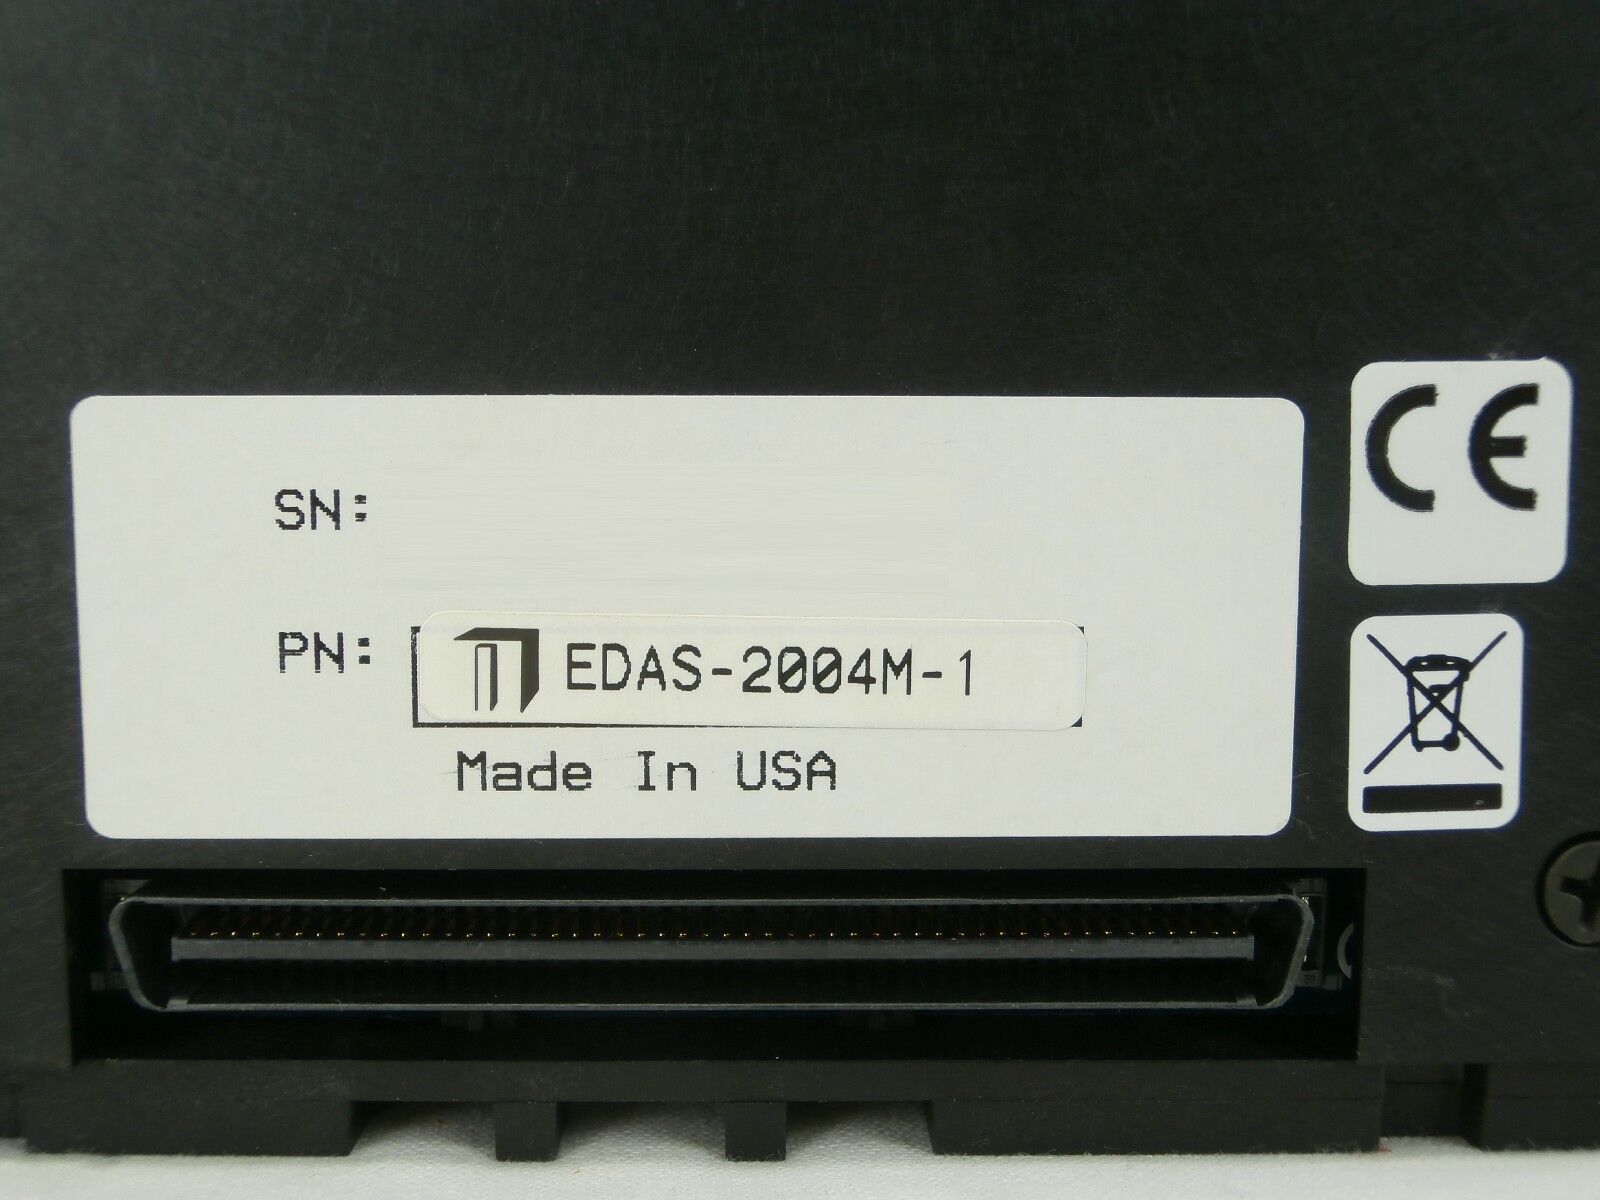 SN:
PN: EDAS-2004M-1
Made In USA
CE